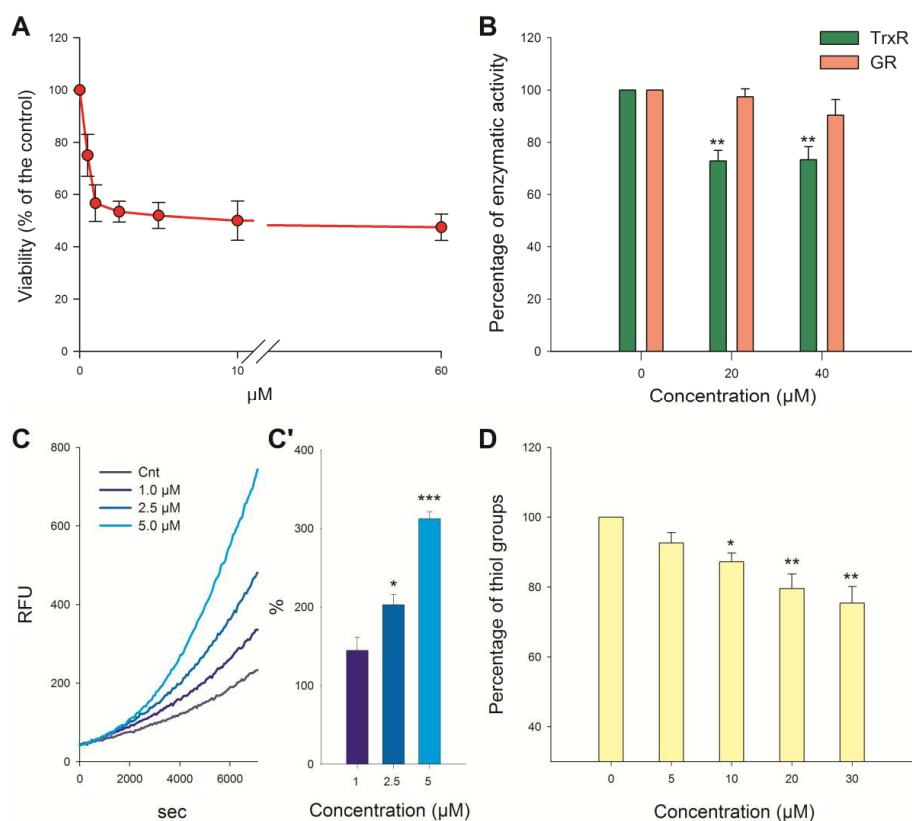 A
Viability (% of the control)
120
100
80
60
40
20
0
0
10
60
µM
B
TrxR
GR
Percentage of enzymatic activity
120
100
80
60
40
20
0
**
**
0
20
40
Concentration (µM)
C
RFU
800
600
400
200
0
Cnt
1.0 µM
2.5 µM
5.0 µM
0
2000
4000
6000
sec
C'
%
400
300
200
100
0
*
***
1
2.5
5
Concentration (µM)
D
Percentage of thiol groups
120
100
80
60
40
*
**
**
0
5
10
20
30
Concentration (µM)